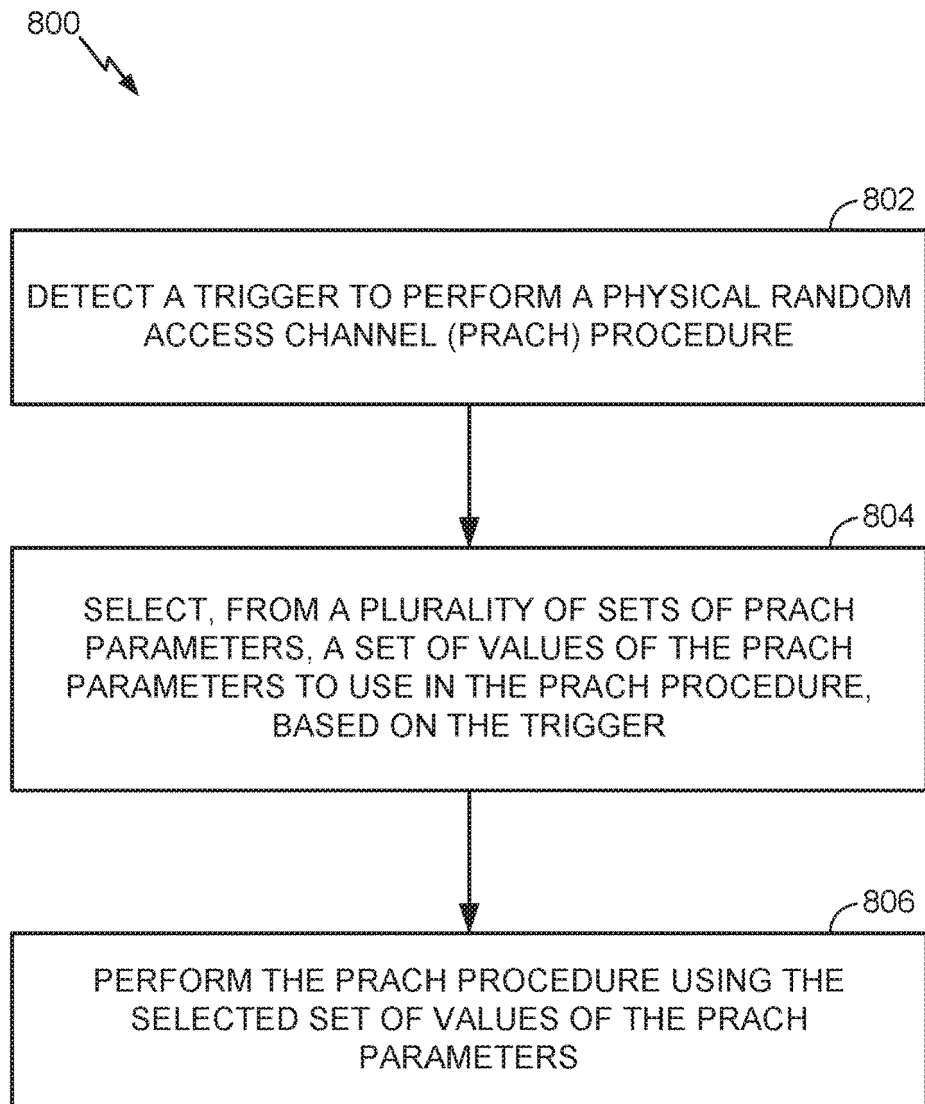 800
802
DETECT A TRIGGER TO PERFORM A PHYSICAL RANDOM
ACCESS CHANNEL (PRACH) PROCEDURE
804
SELECT, FROM A PLURALITY OF SETS OF PRACH
PARAMETERS, A SET OF VALUES OF THE PRACH
PARAMETERS TO USE IN THE PRACH PROCEDURE,
BASED ON THE TRIGGER
806
PERFORM THE PRACH PROCEDURE USING THE
SELECTED SET OF VALUES OF THE PRACH
PARAMETERS